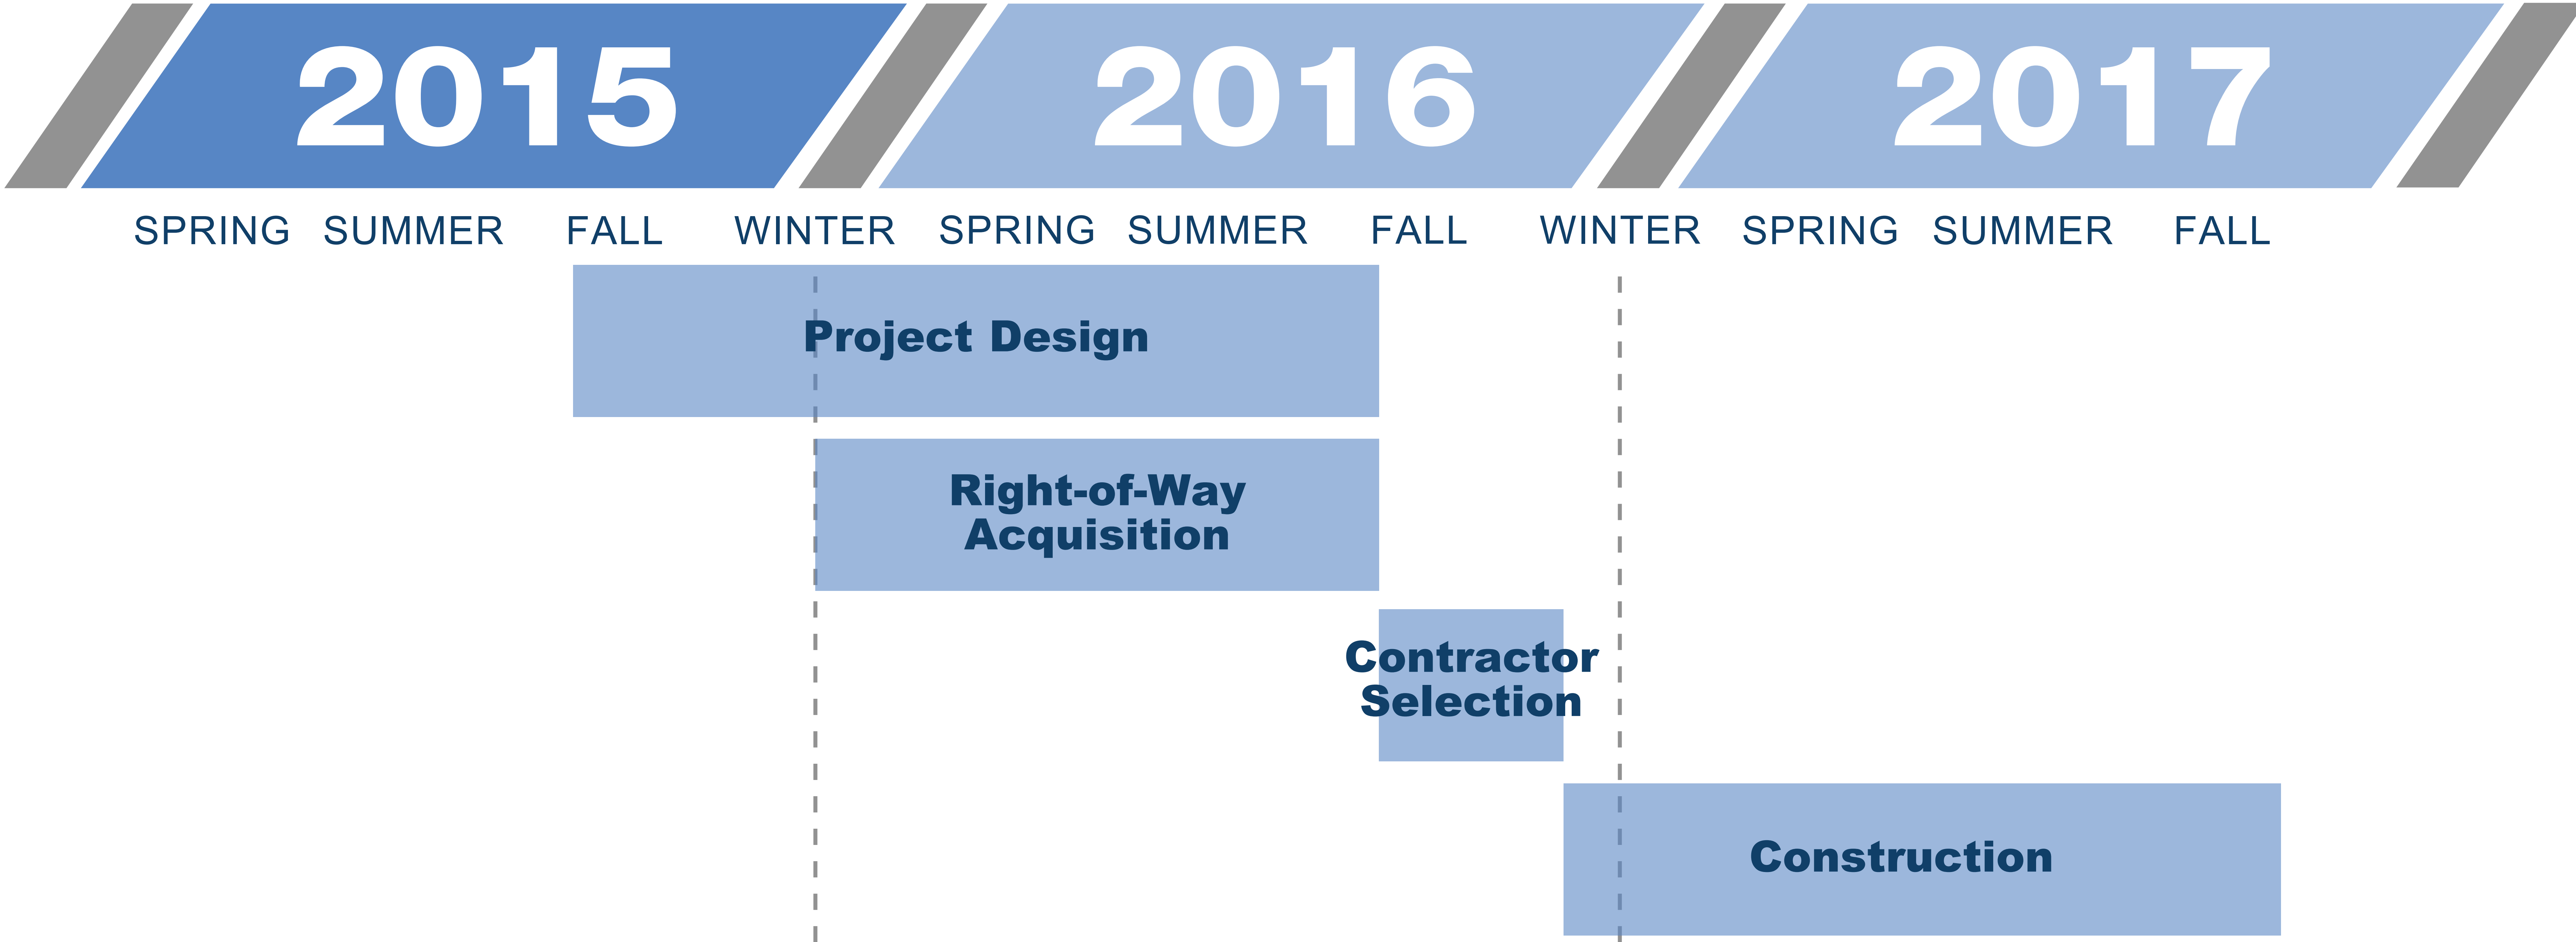 2015 2016 2017
SPRING SUMMER FALL WINTER SPRING SUMMER FALL WINTER SPRING SUMMER FALL
Project Design
Right-of-Way
Acquisition
Contractor
Selection
Construction